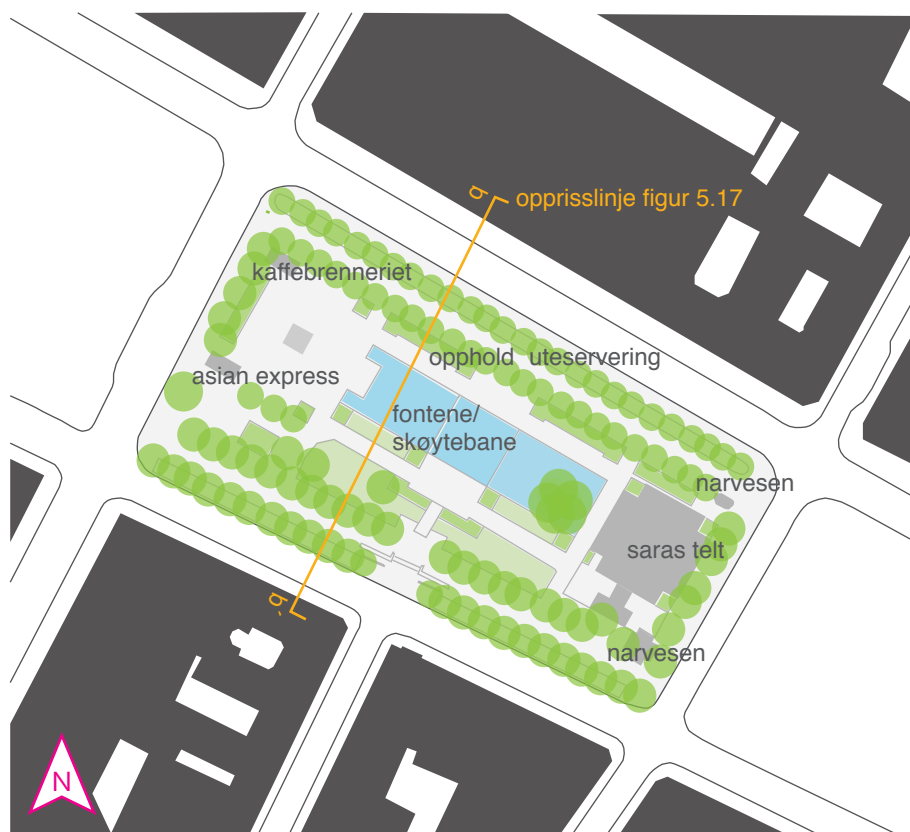 b
opprisslinje figur 5.17
kaffebrenneriet
opphold uteservering
asian express
fontene/
skøytebane
narvesen
saras telt
b'
narvesen
N